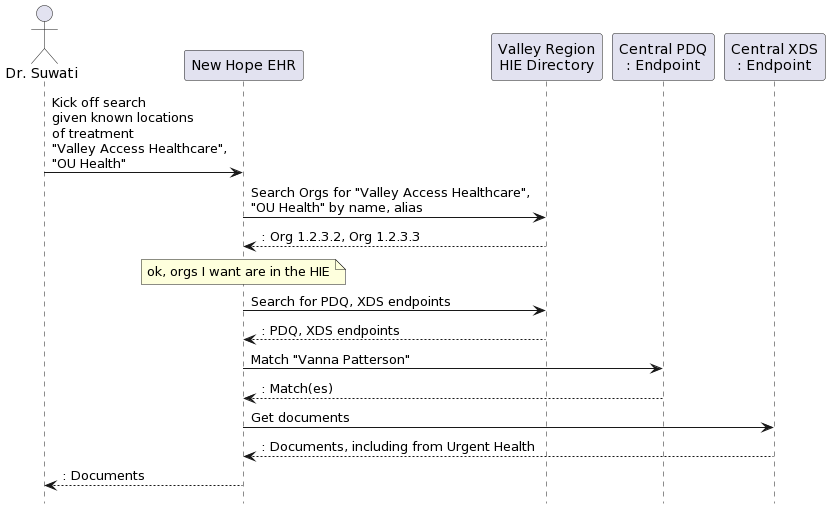 Dr. Suwati
New Hope EHR
Valley Region
HIE Directory
Central PDQ
: Endpoint
Central XDS
: Endpoint
Kick off search
given known locations
of treatment
"Valley Access Healthcare",
"OU Health"
Search Orgs for "Valley Access Healthcare",
"OU Health" by name, alias
: Org 1.2.3.2, Org 1.2.3.3
ok, orgs I want are in the HIE
Search for PDQ, XDS endpoints
: PDQ, XDS endpoints
Match "Vanna Patterson"
: Match(es)
Get documents
: Documents, including from Urgent Health
: Documents